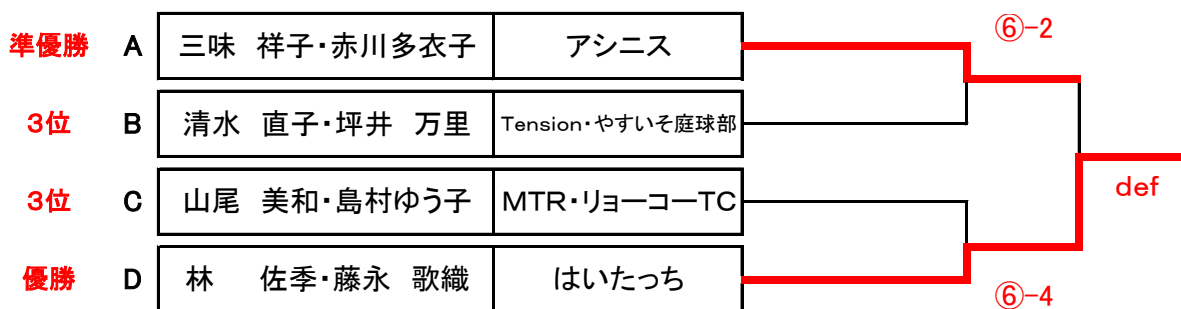 ⑥-2
準優勝 A 三味 祥子・赤川多衣子 アシニス
3位 B 清水 直子・坪井 万里 Tension・やすいそ庭球部
def
3位 C 山尾 美和・島村ゆう子 MTR・リョーコーTC
優勝 D 林 佐季・藤永 歌織 はいたっち
⑥-4